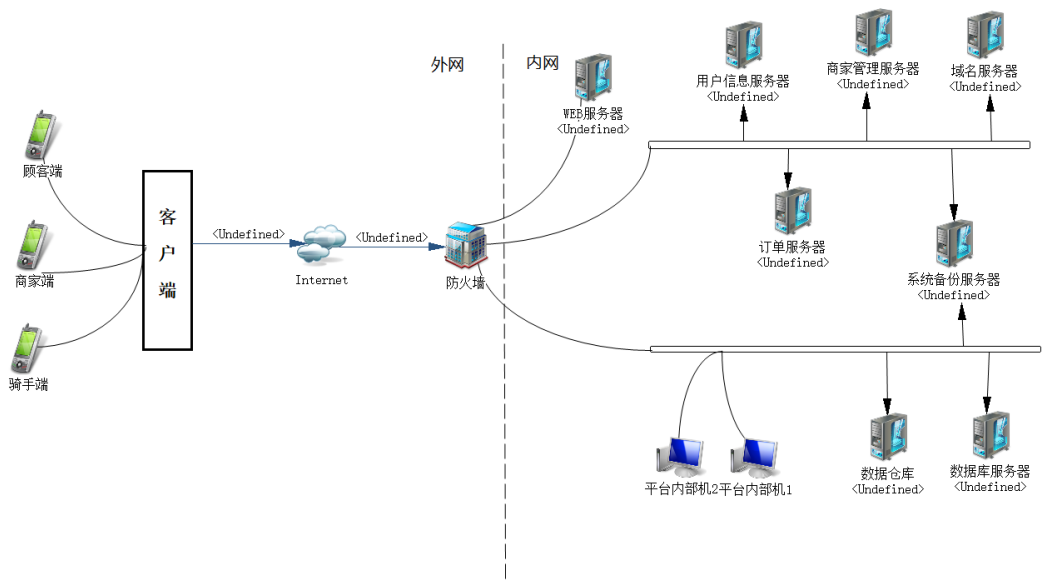 外网
内网
WEB服务器
<Undefined>
用户信息服务器
<Undefined>
商家管理服务器
<Undefined>
域名服务器
<Undefined>
顾客端
商家端
骑手端
客
户
端
<Undefined>
Internet
<Undefined>
防火墙
订单服务器
<Undefined>
系统备份服务器
<Undefined>
平台内部机2
平台内部机1
数据仓库
<Undefined>
数据库服务器
<Undefined>